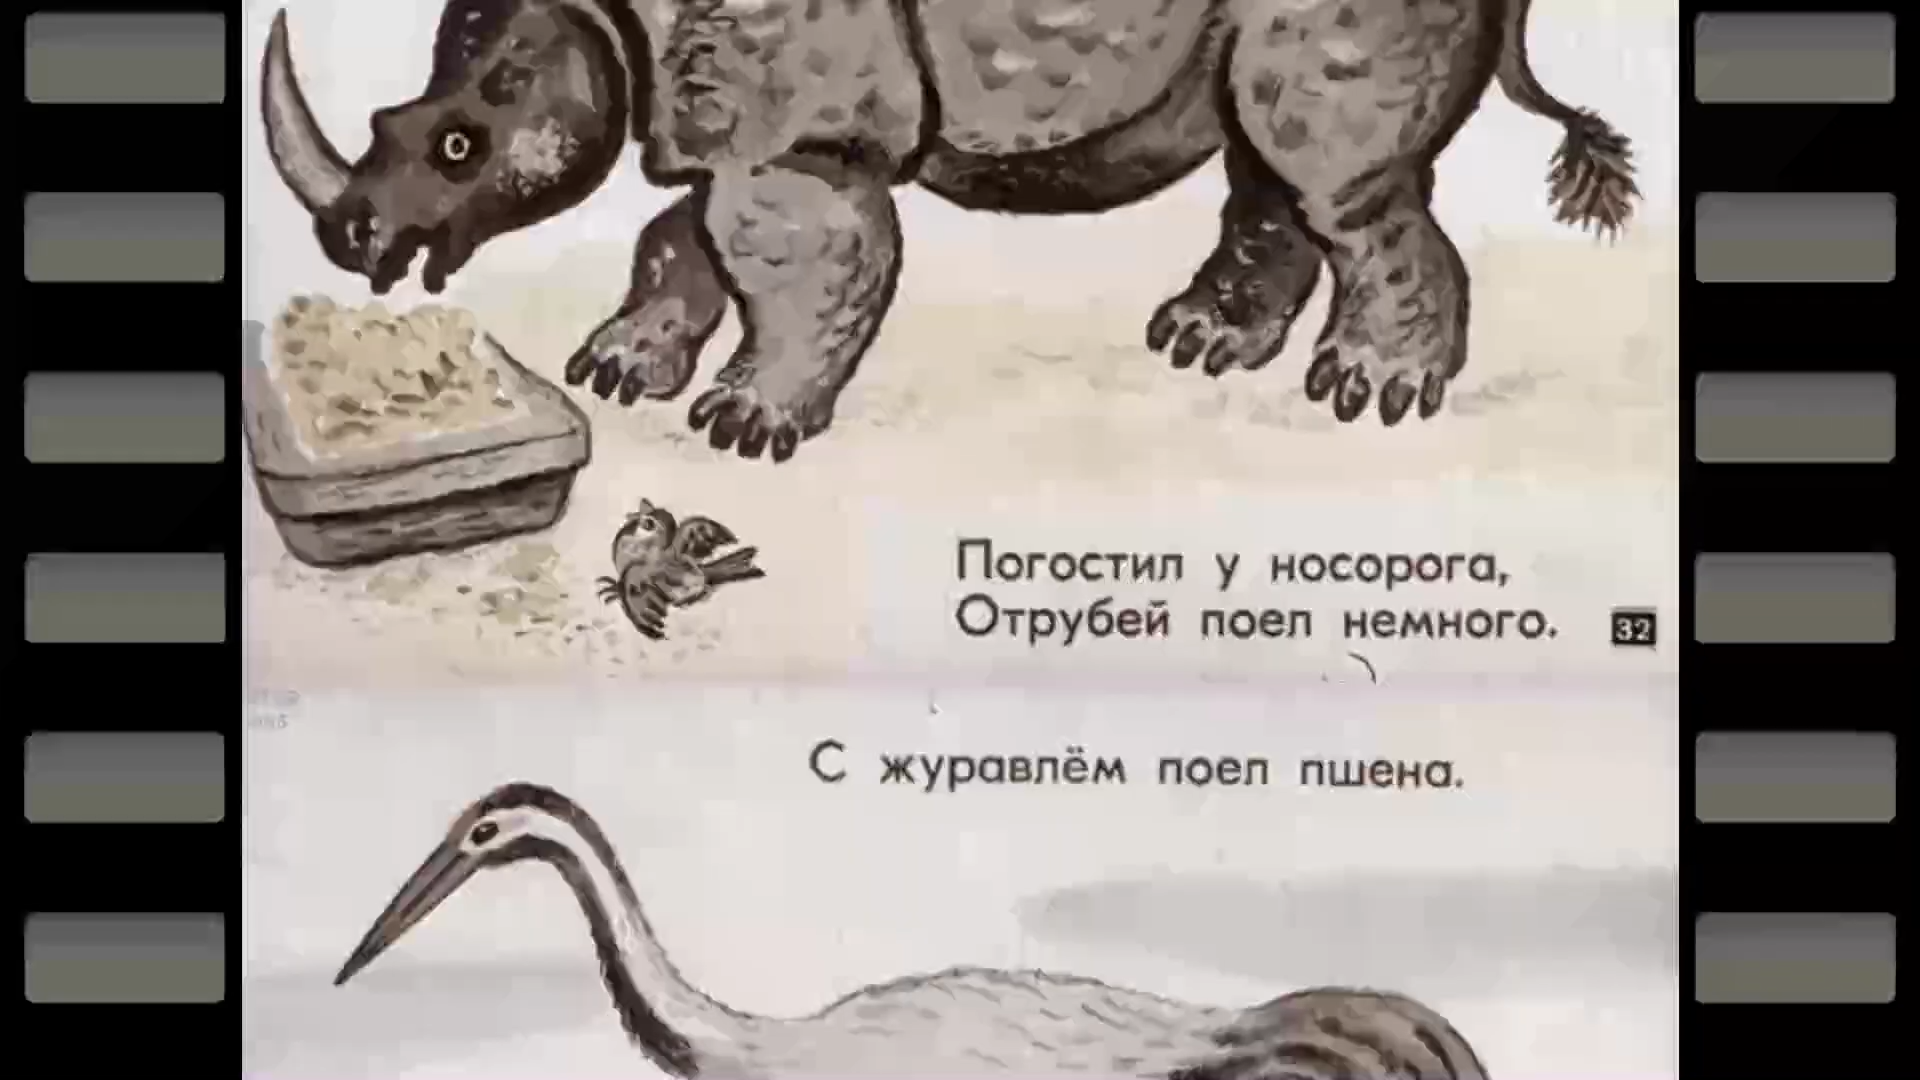 Погостил у носорога,
Отрубей поел немного.
32
С журавлём поел пшена.